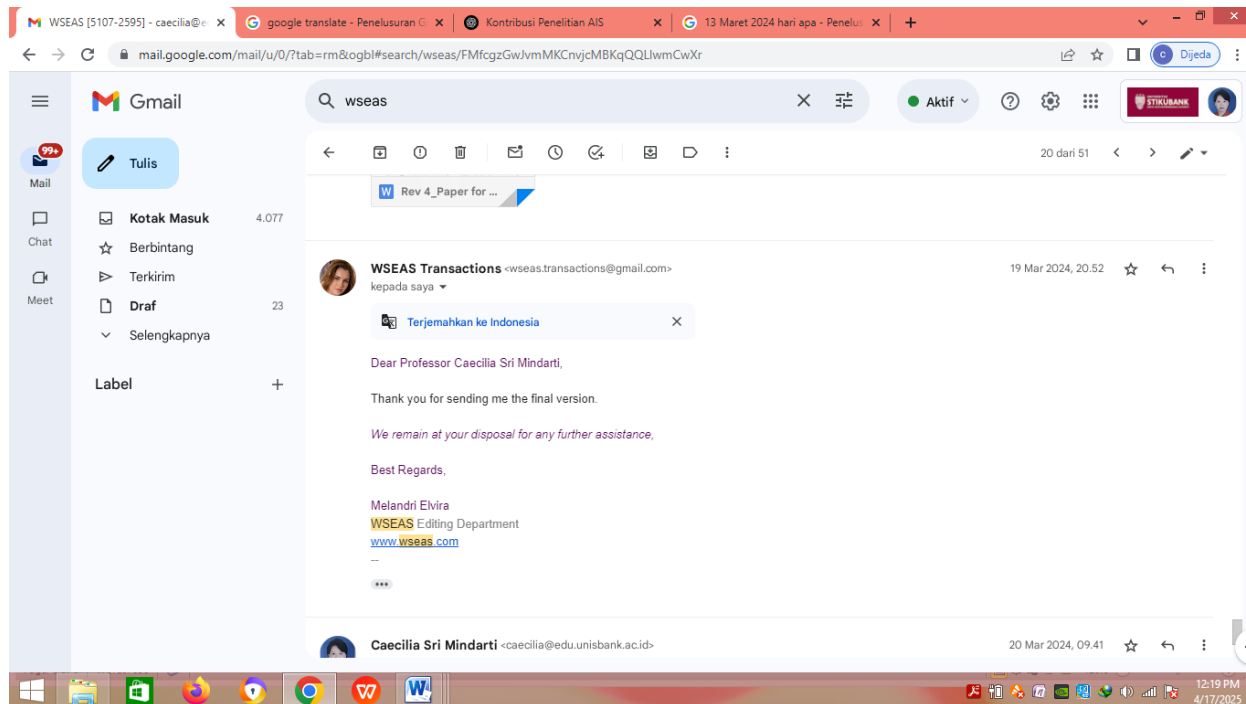 WSEAS [5107-2595] - caecilia@e
google translate - Penelusuran G
Kontribusi Penelitian AIS
13 Maret 2024 hari apa - Penelus
mail.google.com/mail/u/0/?tab=rm&ogbl#search/wseas/FMfcgzGwJvmMKCnvjcMBKqQQLlwmCwXr
Dijeda
Gmail
wseas
Aktif
STIKUBANK
99+
Mail
Tulis
20 dari 51
Rev 4_Paper for ...
Kotak Masuk 4.077
Chat
Berbintang
Terkirim
Meet
Draf 23
Selengkapnya
Label
WSEAS Transactions <wseas.transactions@gmail.com>
19 Mar 2024, 20.52
kepada saya
Terjemahkan ke Indonesia
Dear Professor Caecilia Sri Mindarti,
Thank you for sending me the final version.
We remain at your disposal for any further assistance,
Best Regards,
Melandri Elvira
WSEAS Editing Department
www.wseas.com
--
Caecilia Sri Mindarti <caecilia@edu.unisbank.ac.id>
20 Mar 2024, 09.41
12:19 PM
4/17/2025